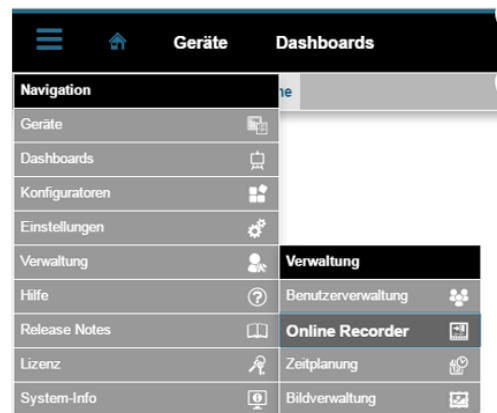 Geräte Dashboards
Navigation
ne
Geräte
Dashboards
Konfiguratoren
Einstellungen
Verwaltung
Hilfe
Release Notes
Lizenz
System-Info
Verwaltung
Benutzerverwaltung
Online Recorder
Zeitplanung
Bildverwaltung